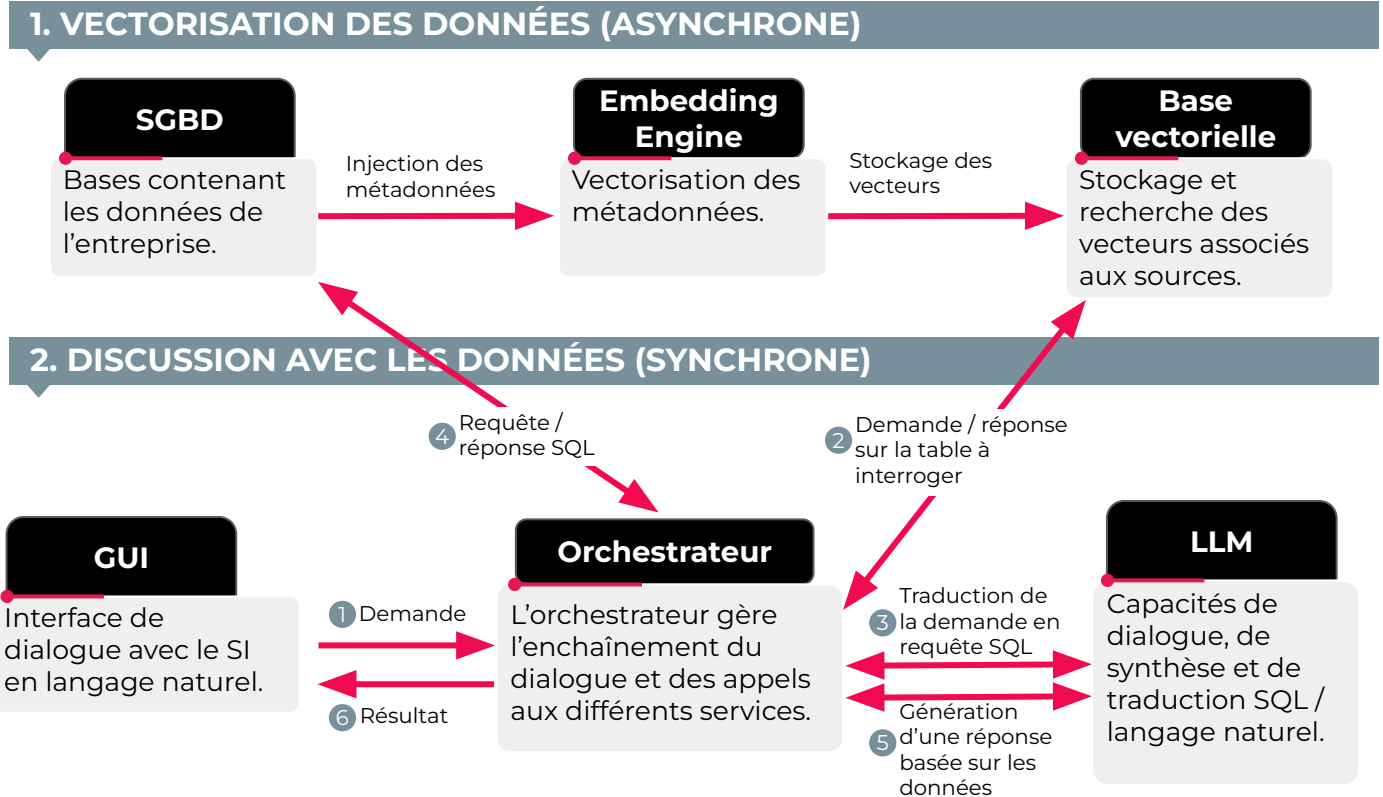 1. VECTORISATION DES DONNÉES (ASYNCHRONE)
SGBD
Bases contenant
les données de
l’entreprise.
Injection des
métadonnées
Embedding
Engine
Vectorisation des
métadonnées.
Stockage des
vecteurs
Base
vectorielle
Stockage et
recherche des
vecteurs associés
aux sources.
2. DISCUSSION AVEC LES DONNÉES (SYNCHRONE)
4 Requête /
réponse SQL
2 Demande / réponse
sur la table à
interroger
GUI
Interface de
dialogue avec le SI
en langage naturel.
1 Demande
6 Résultat
Orchestrateur
L’orchestrateur gère
l’enchaînement du
dialogue et des appels
aux différents services.
Traduction de
3 la demande en
requête SQL
Génération
5 d’une réponse
basée sur les
données
LLM
Capacités de
dialogue, de
synthèse et de
traduction SQL /
langage naturel.